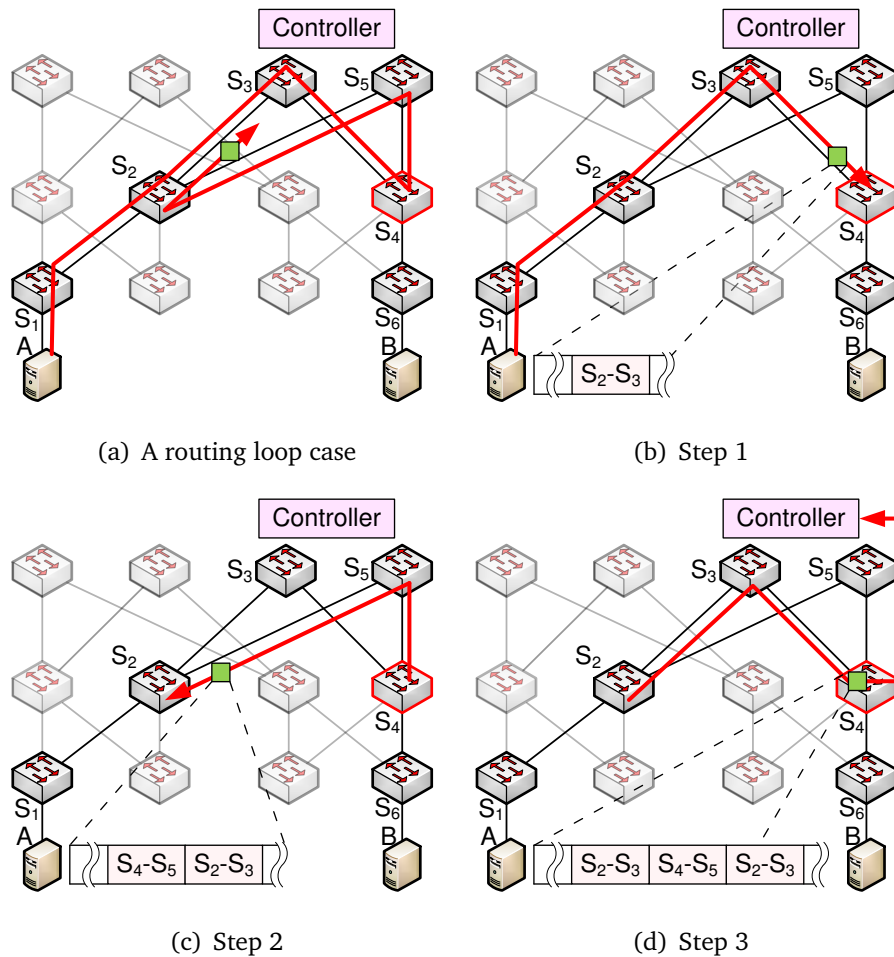 Controller
S3
S5
S2
S4
S1
S6
A
B
(a) A routing loop case
Controller
S3
S5
S2
S4
S1
S6
A
B
S2-S3
(b) Step 1
Controller
S3
S5
S2
S4
S1
S6
A
B
S4-S5 S2-S3
(c) Step 2
Controller
S3
S5
S2
S4
S1
S6
A
B
S2-S3 S4-S5 S2-S3
(d) Step 3